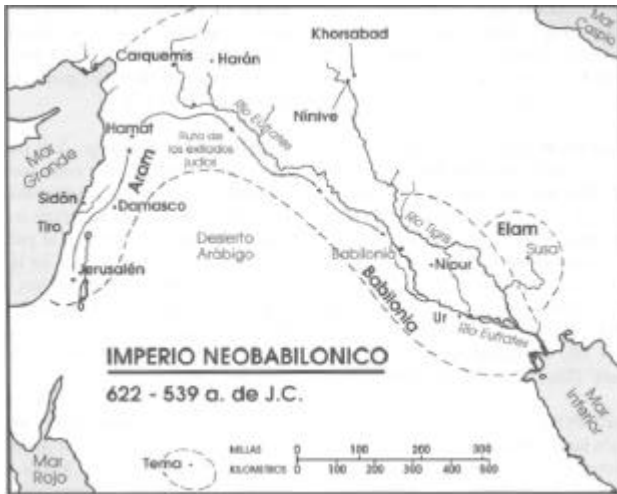 Khorsabad
Mar
Caspio
Carquemis
Harán
Nínive
Río Eufrates
Hamat
Ruta de
los exiliados
judíos
Mar
Grande
Aram
Sidón
Damasco
Tiro
Río Tigris
Elam
Susa
Desierto
Arábigo
Babilonia
Nipur
Jerusalén
Babilonia
Ur
Río Eufrates
IMPERIO NEOBABILONICO
622 - 539 a. de J.C.
Mar
Inferior
MILLAS 0 100 200 300
KILOMETROS 0 100 200 300 400 500
Tema
Mar
Rojo